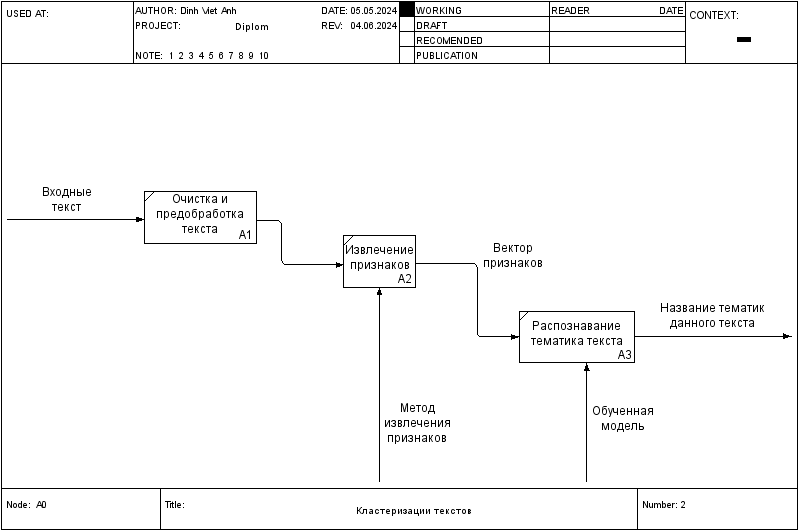 USED AT:
AUTHOR: Dinh Viet Anh
DATE: 05.05.2024
PROJECT: Diplom
REV: 04.06.2024
NOTE: 1 2 3 4 5 6 7 8 9 10
WORKING
DRAFT
RECOMENDED
PUBLICATION
READER DATE
CONTEXT:
Входные
текст
Очистка и
предобработка
текста
A1
Извлечение
признаков
A2
Вектор
признаков
Распознавание
тематика текста
A3
Название тематик
данного текста
Метод
извлечения
признаков
Обученная
модель
Node: A0
Title:
Кластеризации текстов
Number: 2